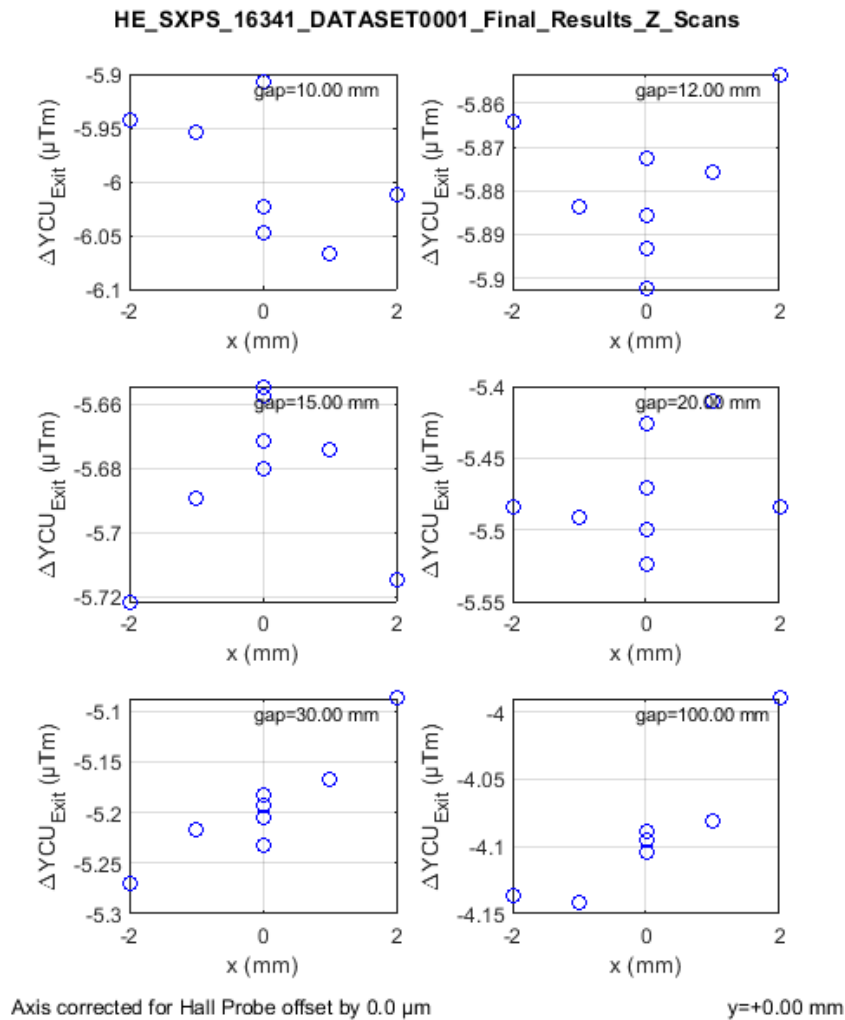 HE_SXPS_16341_DATASET0001_Final_Results_Z_Scans
gap=10.00 mm
-5.9
-5.95
-6
-6.05
-6.1
ΔYCU_Exit (µTm)
-2
0
2
x (mm)
gap=12.00 mm
-5.86
-5.87
-5.88
-5.89
-5.9
ΔYCU_Exit (µTm)
-2
0
2
x (mm)
gap=15.00 mm
-5.66
-5.68
-5.7
-5.72
ΔYCU_Exit (µTm)
-2
0
2
x (mm)
gap=20.00 mm
-5.4
-5.45
-5.5
-5.55
ΔYCU_Exit (µTm)
-2
0
2
x (mm)
gap=30.00 mm
-5.1
-5.15
-5.2
-5.25
-5.3
ΔYCU_Exit (µTm)
-2
0
2
x (mm)
gap=100.00 mm
-4
-4.05
-4.1
-4.15
ΔYCU_Exit (µTm)
-2
0
2
x (mm)
Axis corrected for Hall Probe offset by 0.0 µm
y=+0.00 mm